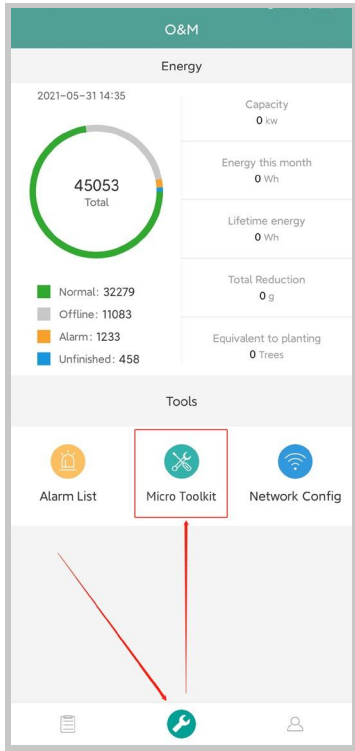 O&M
Energy
2021-05-31 14:35
45053
Total
Normal: 32279
Offline: 11083
Alarm: 1233
Unfinished: 458
Capacity
0 kw
Energy this month
0 Wh
Lifetime energy
0 Wh
Total Reduction
0 g
Equivalent to planting
0 Trees
Tools
Alarm List
Micro Toolkit
Network Config